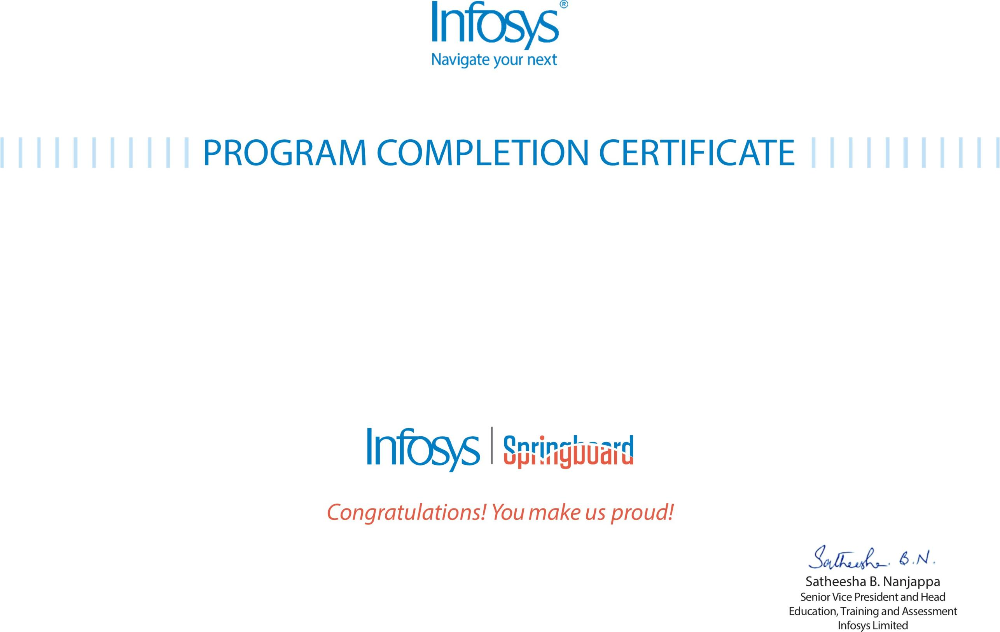 Infosys®
Navigate your next
PROGRAM COMPLETION CERTIFICATE
Infosys | Springboard
Congratulations! You make us proud!
Satheesha B.N.
Satheesha B. Nanjappa
Senior Vice President and Head
Education, Training and Assessment
Infosys Limited